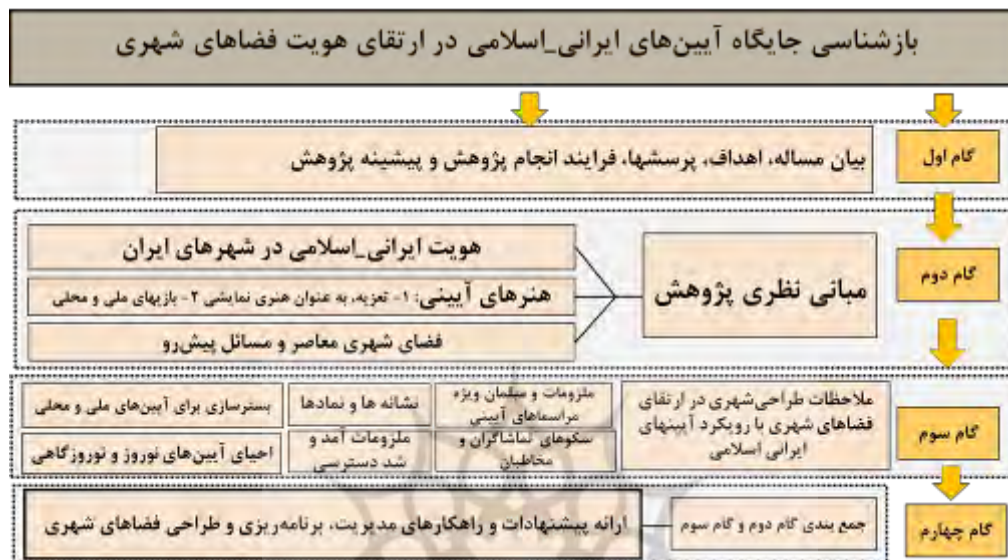 بازشناسی جایگاه آیین‌های ایرانی_اسلامی در ارتقای هویت فضاهای شهری
گام اول
بیان مساله، اهداف، پرسشها، فرایند انجام پژوهش و پیشینه پژوهش
گام دوم
مبانی نظری پژوهش
هویت ایرانی_اسلامی در شهرهای ایران
هنرهای آیینی: ۱- تعزیه، به عنوان هنری نمایشی ۲- بازیهای ملی و محلی
فضای شهری معاصر و مسائل پیش‌رو
گام سوم
ملاحظات طراحی‌شهری در ارتقای
فضاهای شهری با رویکرد آیینهای
ایرانی اسلامی
ملزومات و مبلمان ویژه
مراسمهای آیینی
نشانه ها و نمادها
بسترسازی برای آیین‌های ملی و محلی
سکوهای تماشاگران و
مخاطبان
ملزومات آمد و
شد دسترسی
احیای آیین‌های نوروز و نوروزگاهی
گام چهارم
جمع بندی گام دوم و گام سوم
ارائه پیشنهادات و راهکارهای مدیریت، برنامه‌ریزی و طراحی فضاهای شهری